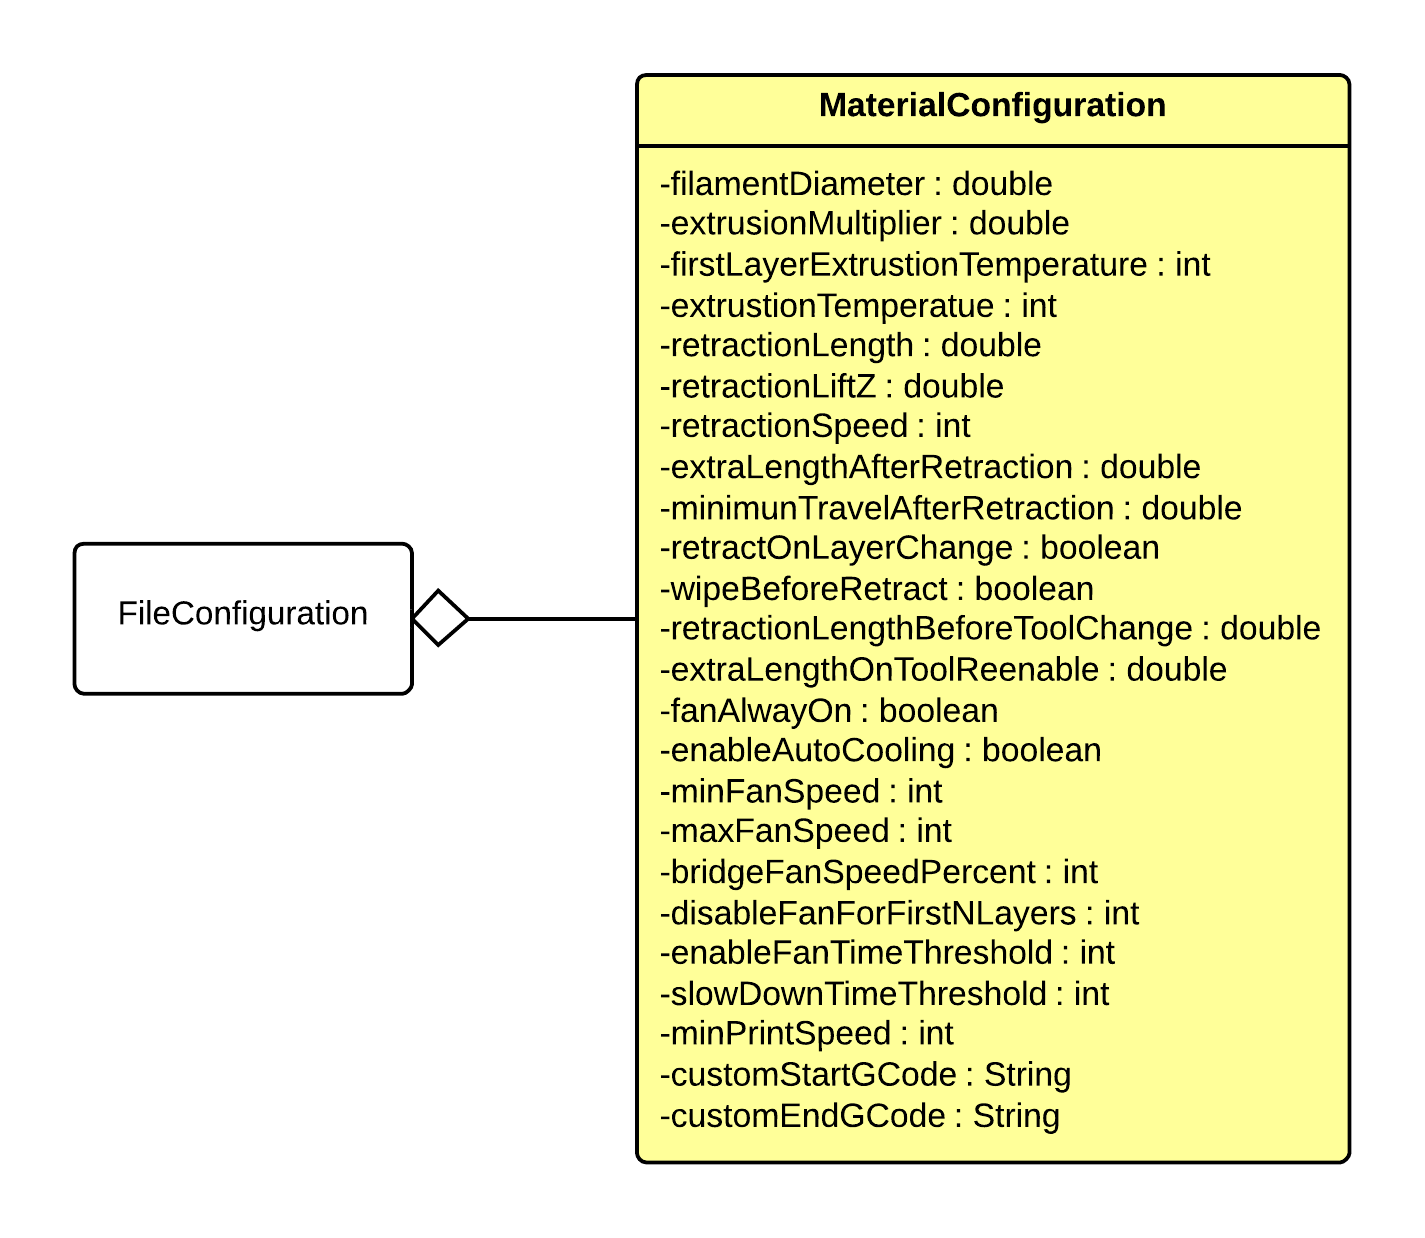 MaterialConfiguration
-filamentDiameter : double
-extrusionMultiplier : double
-firstLayerExtrustionTemperature : int
-extrustionTemperatue : int
-retractionLength : double
-retractionLiftZ : double
-retractionSpeed : int
-extraLengthAfterRetraction : double
-minimunTravelAfterRetraction : double
-retractOnLayerChange : boolean
-wipeBeforeRetract : boolean
-retractionLengthBeforeToolChange : double
-extraLengthOnToolReenable : double
-fanAlwayOn : boolean
-enableAutoCooling : boolean
-minFanSpeed : int
-maxFanSpeed : int
-bridgeFanSpeedPercent : int
-disableFanForFirstNLayers : int
-enableFanTimeThreshold : int
-slowDownTimeThreshold : int
-minPrintSpeed : int
-customStartGCode : String
-customEndGCode : String
FileConfiguration